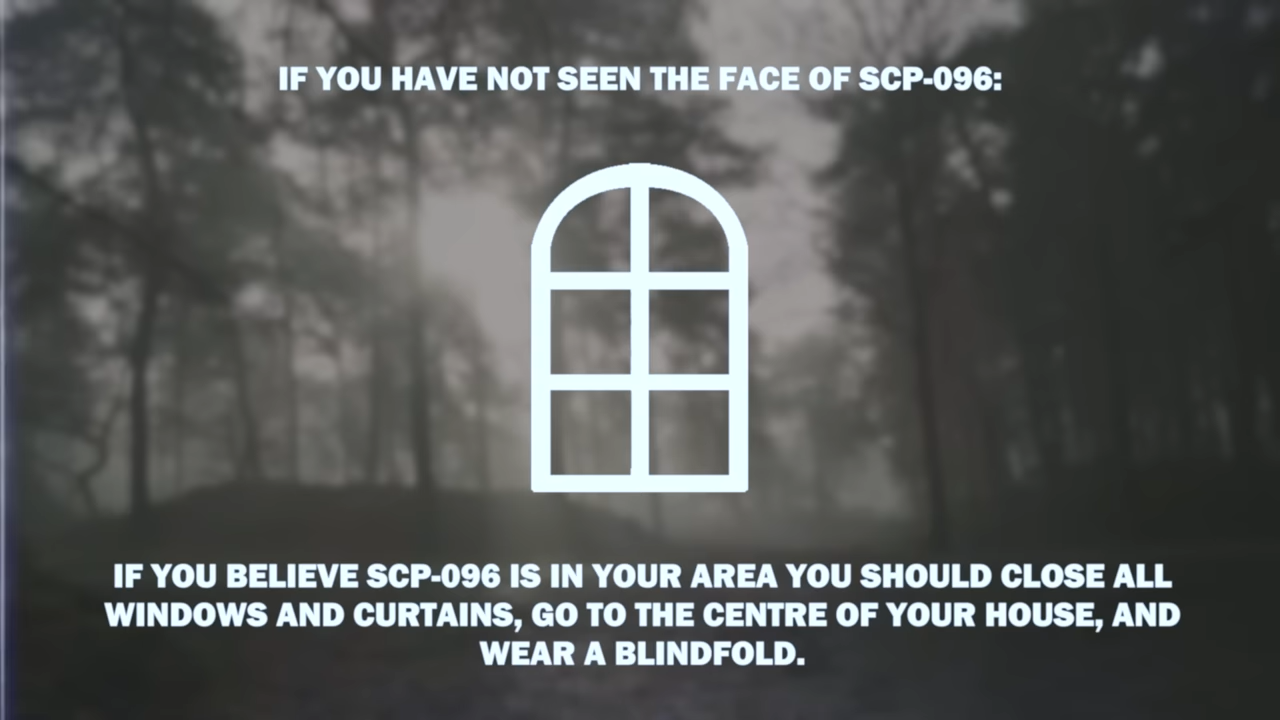 IF YOU HAVE NOT SEEN THE FACE OF SCP-096:
IF YOU BELIEVE SCP-096 IS IN YOUR AREA YOU SHOULD CLOSE ALL
WINDOWS AND CURTAINS, GO TO THE CENTRE OF YOUR HOUSE, AND
WEAR A BLINDFOLD.